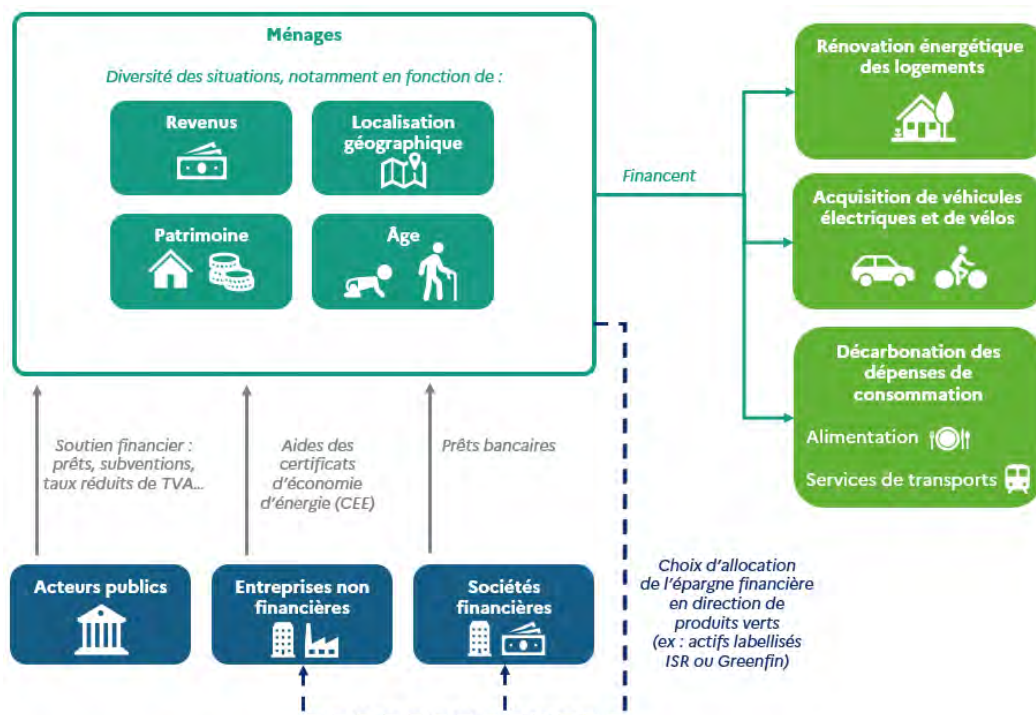 Ménages
Diversité des situations, notamment en fonction de :
Revenus
Localisation
géographique
Patrimoine
Âge
Financent
Rénovation énergétique
des logements
Acquisition de véhicules
électriques et de vélos
Décarbonation des
dépenses de
consommation
Alimentation
Services de transports
Soutien financier :
prêts, subventions,
taux réduits de TVA...
Aides des
certificats
d'économie
d'énergie (CEE)
Prêts bancaires
Acteurs publics
Entreprises non
financières
Sociétés
financières
Choix d'allocation
de l'épargne financière
en direction de
produits verts
(ex : actifs labellisés
ISR ou Greenfin)